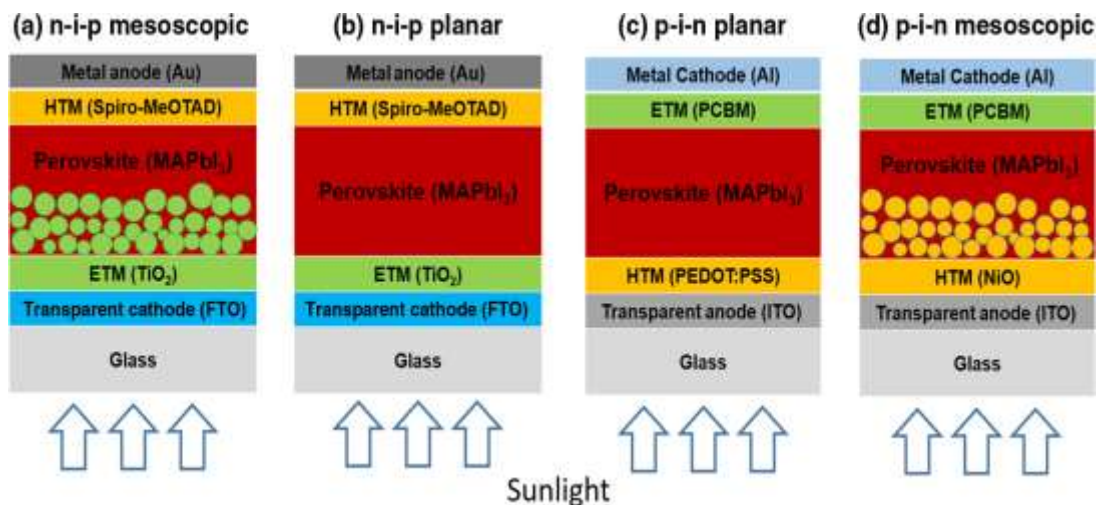 (a) n-i-p mesoscopic
Metal anode (Au)
HTM (Spiro-MeOTAD)
Perovskite (MAPbI₃)
ETM (TiO₂)
Transparent cathode (FTO)
Glass
(b) n-i-p planar
Metal anode (Au)
HTM (Spiro-MeOTAD)
Perovskite (MAPbI₃)
ETM (TiO₂)
Transparent cathode (FTO)
Glass
(c) p-i-n planar
Metal Cathode (Al)
ETM (PCBM)
Perovskite (MAPbI₃)
HTM (PEDOT:PSS)
Transparent anode (ITO)
Glass
(d) p-i-n mesoscopic
Metal Cathode (Al)
ETM (PCBM)
Perovskite (MAPbI₃)
HTM (NiO)
Transparent anode (ITO)
Glass
Sunlight